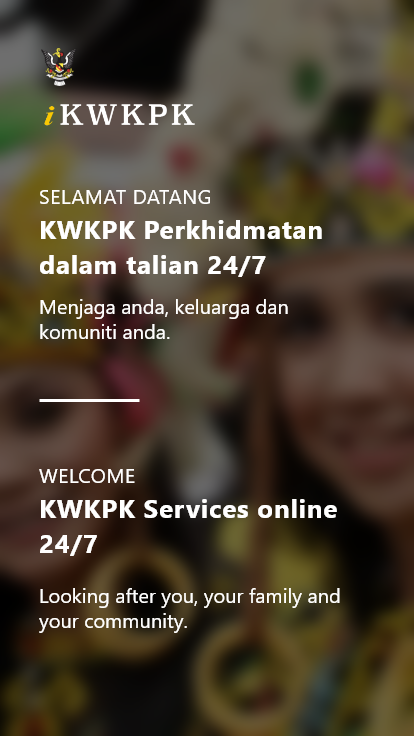 iKWKPK
SELAMAT DATANG
KWKPK Perkhidmatan
dalam talian 24/7
Menjaga anda, keluarga dan
komuniti anda.
WELCOME
KWKPK Services online
24/7
Looking after you, your family and
your community.